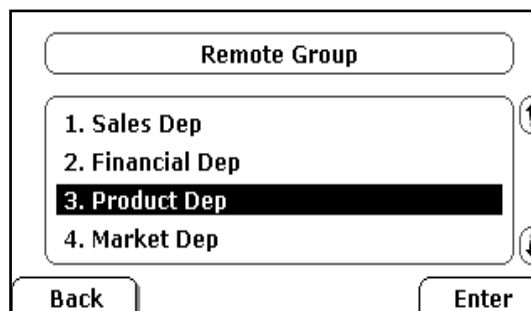 Remote Group
1. Sales Dep
2. Financial Dep
3. Product Dep
4. Market Dep
Back
Enter